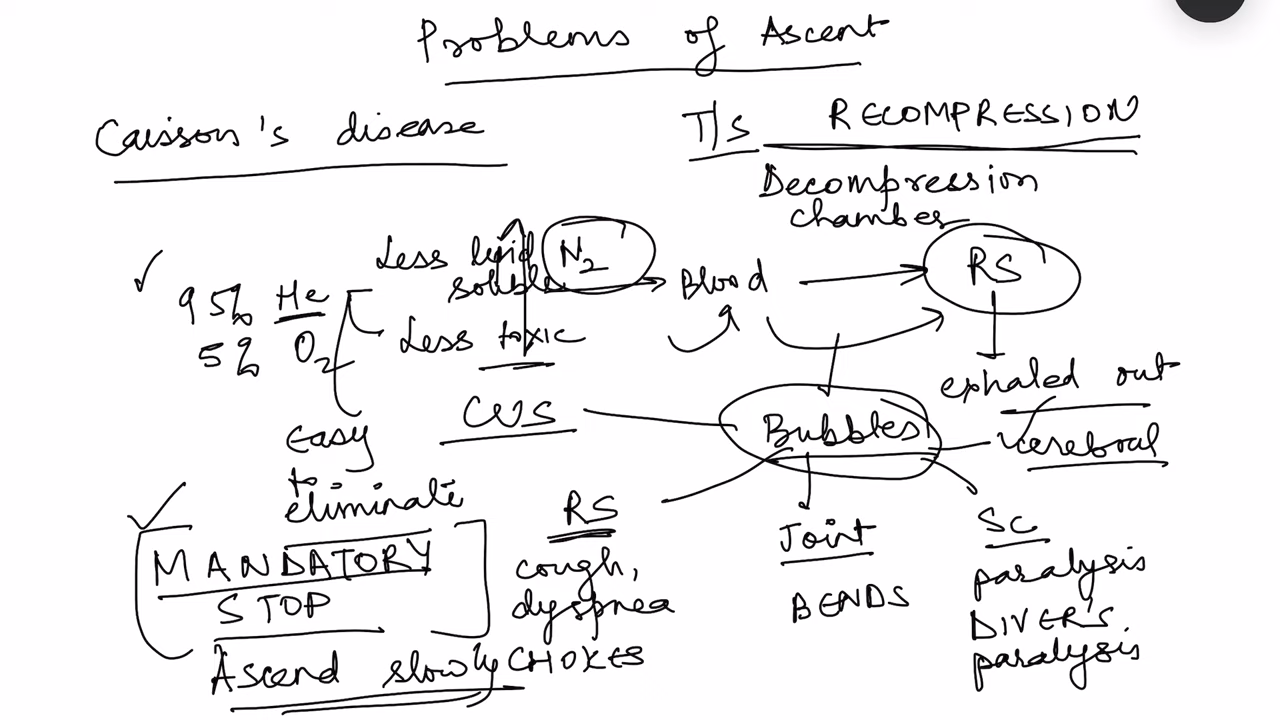 Problems of Ascent
Caisson's disease
T/s RECOMPRESSION
Decompression
chamber
95% He
5% O2
Less lipid
soluble
Less toxic
easy
to
eliminate
N2
Blood
RS
exhaled out
Bubbles
CVS
cerebral
RS
cough,
dyspnea
CHOKES
Joint
BENDS
SC
paralysis
DIVER'S
paralysis
MANDATORY
STOP
Ascend slowly